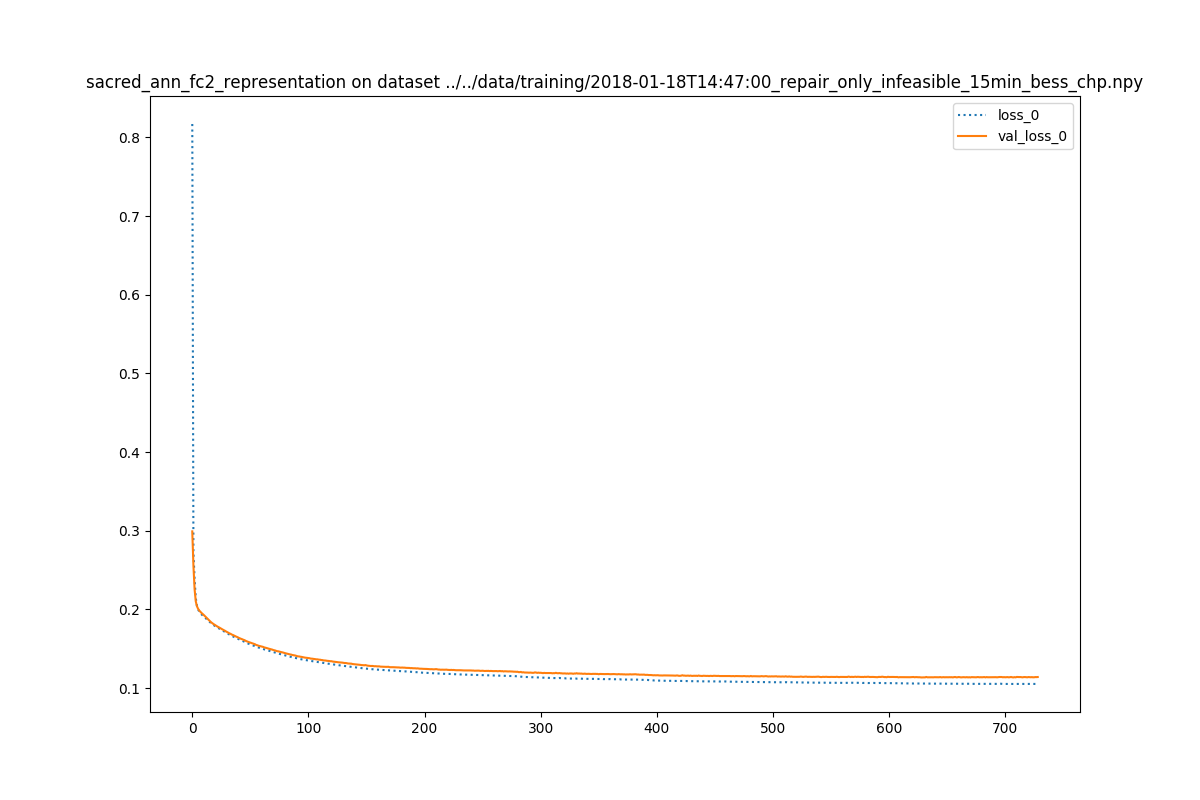 sacred_ann_fc2_representation on dataset ../../data/training/2018-01-18T14:47:00_repair_only_infeasible_15min_bess_chp.npy
loss_0
val_loss_0
0.8
0.7
0.6
0.5
0.4
0.3
0.2
0.1
0 100 200 300 400 500 600 700